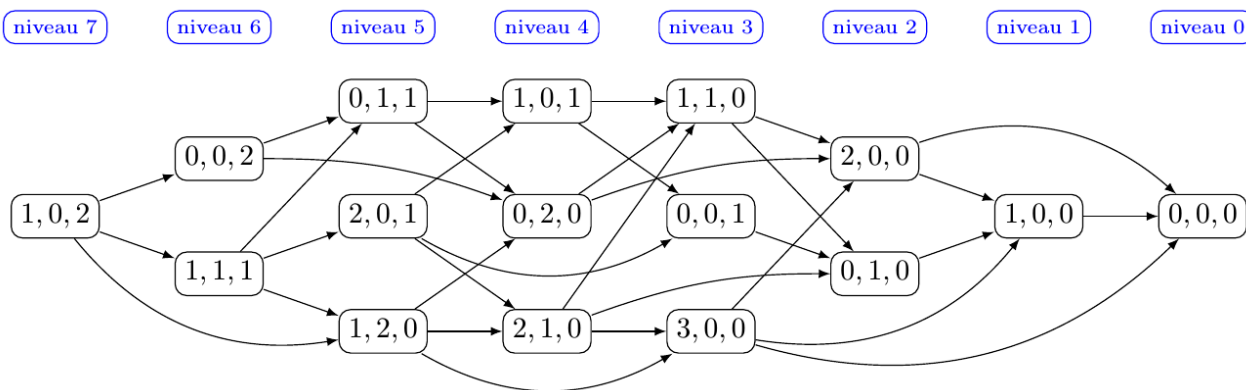 niveau 7 niveau 6 niveau 5 niveau 4 niveau 3 niveau 2 niveau 1 niveau 0
0, 1, 1 1, 0, 1 1, 1, 0
0, 0, 2 2, 0, 0
1, 0, 2 2, 0, 1 0, 2, 0 0, 0, 1 1, 0, 0 0, 0, 0
1, 1, 1 0, 1, 0
1, 2, 0 2, 1, 0 3, 0, 0